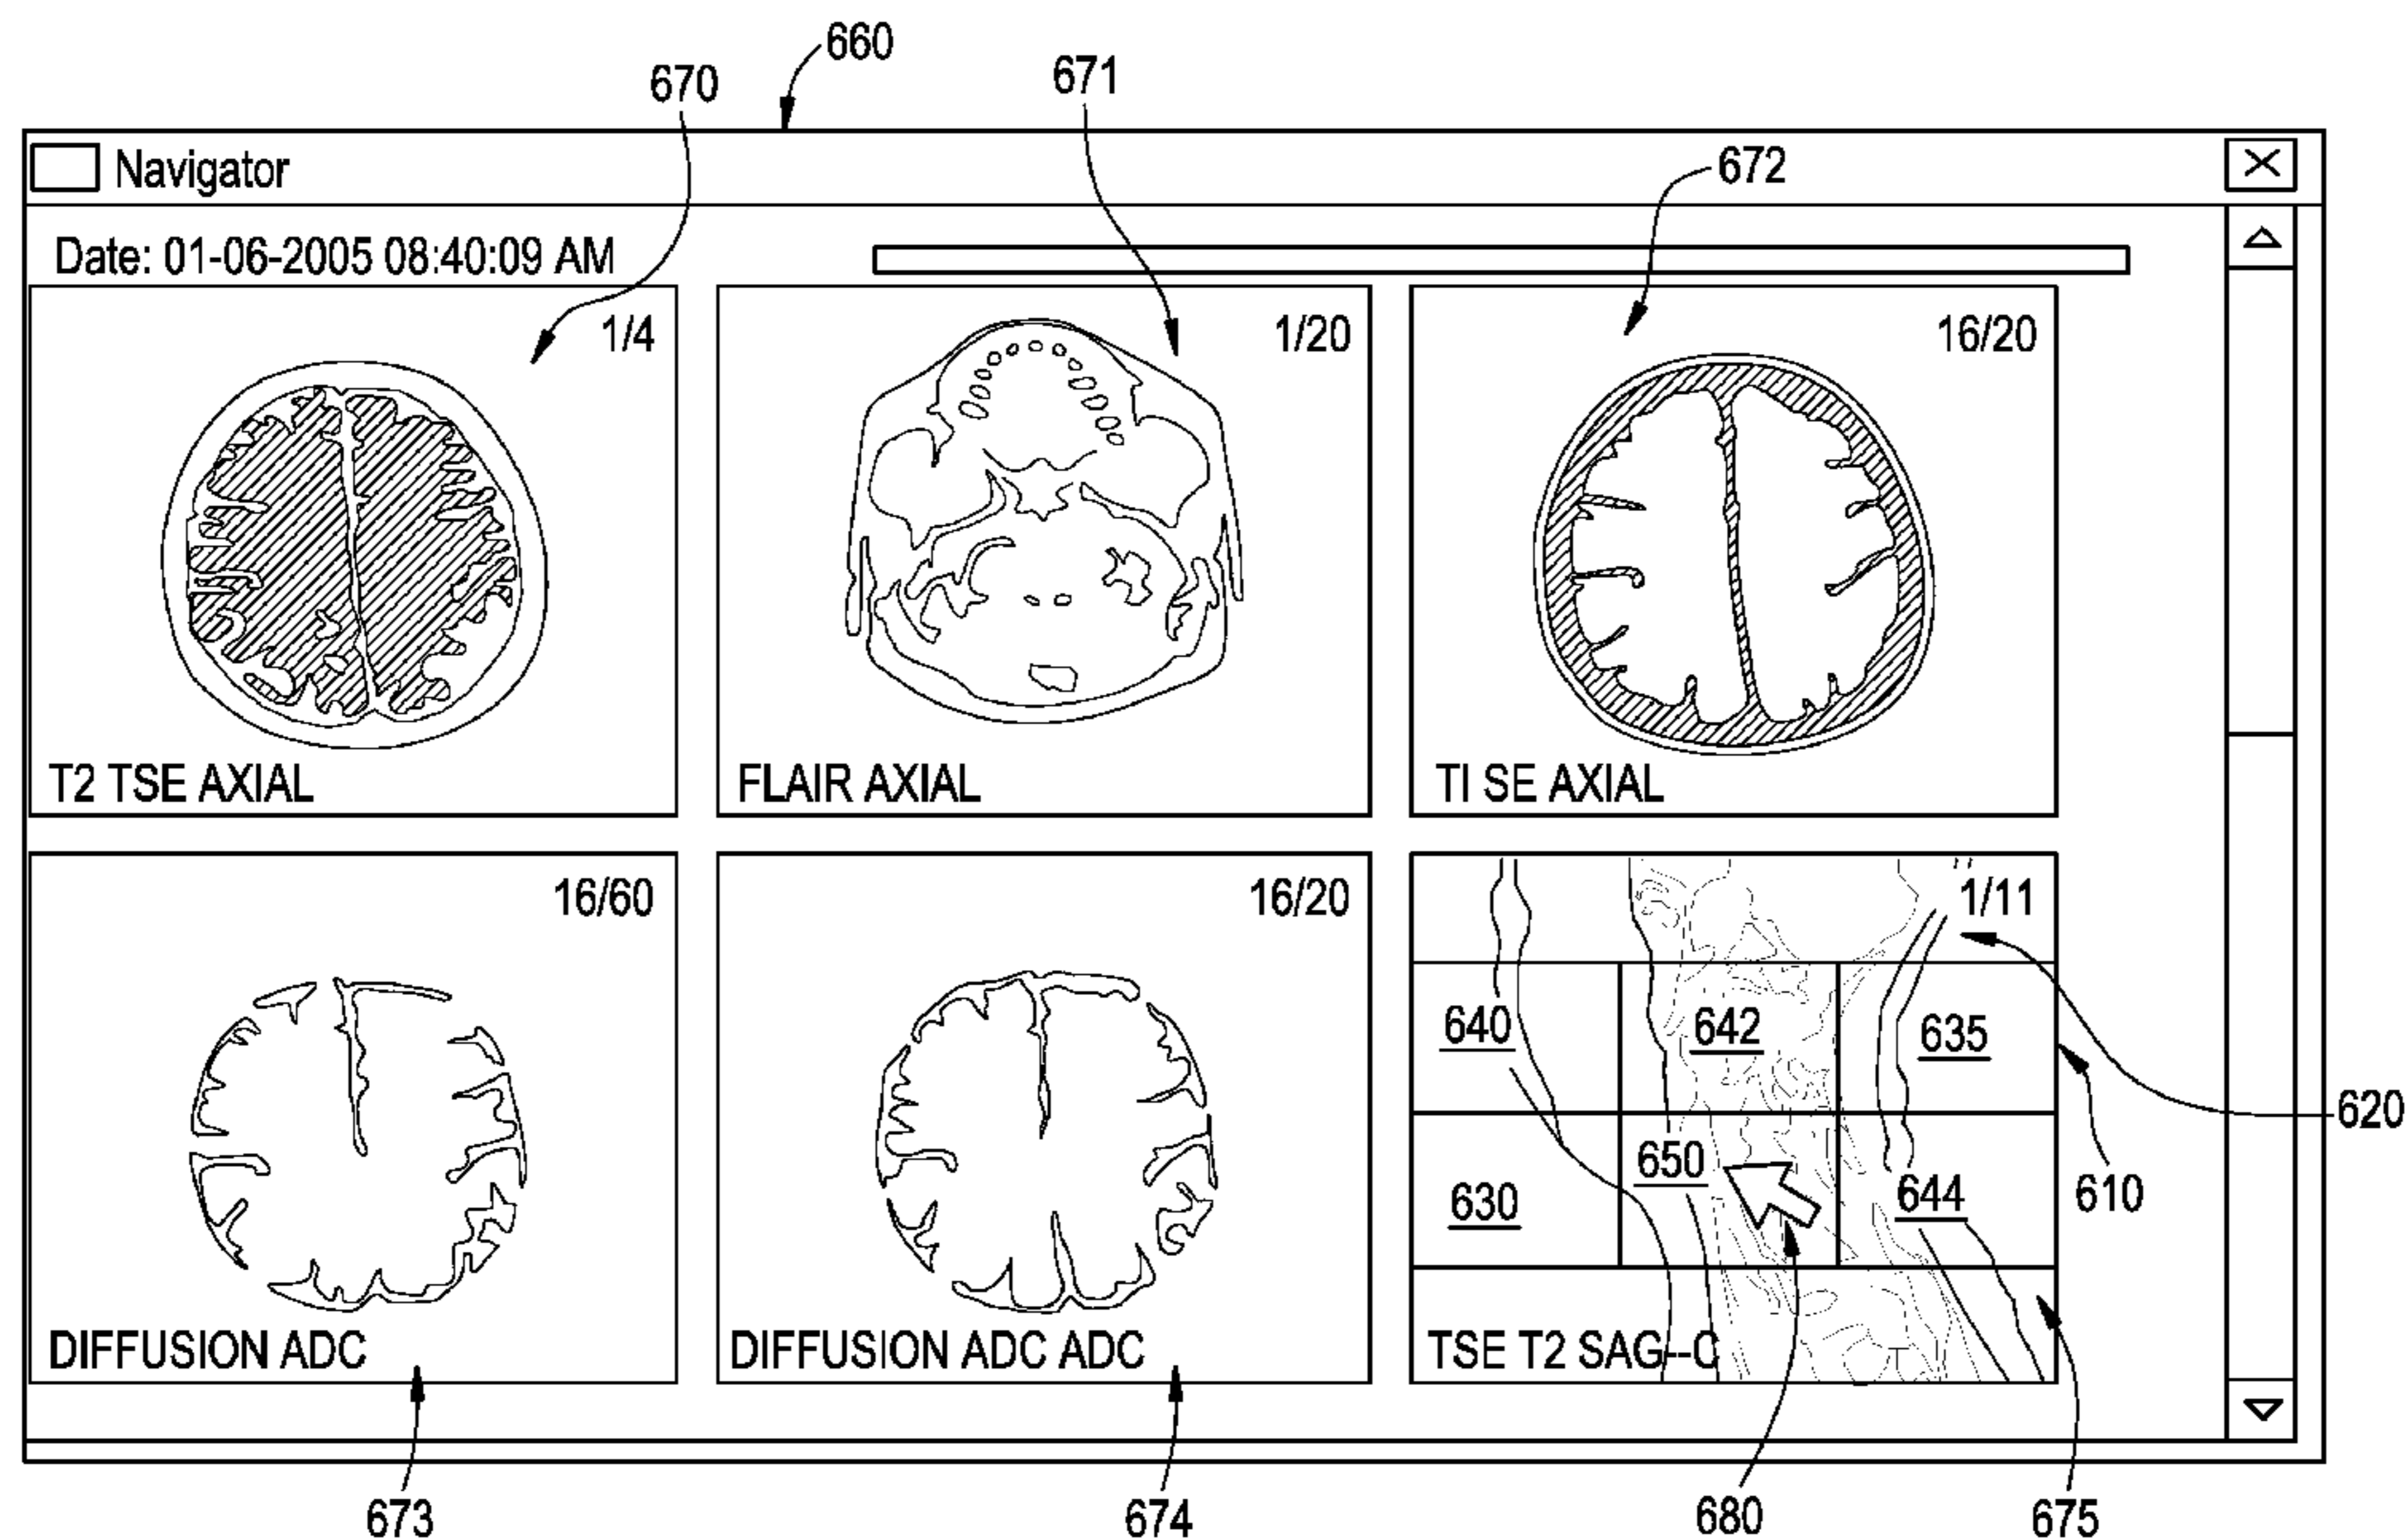 660
670
671
Navigator
672
Date: 01-06-2005 08:40:09 AM
1/4
1/20
16/20
T2 TSE AXIAL
FLAIR AXIAL
TI SE AXIAL
16/60
16/20
1/11
640
642
635
620
650
630
644
610
DIFFUSION ADC
DIFFUSION ADC ADC
TSE T2 SAG--C
673
674
680
675